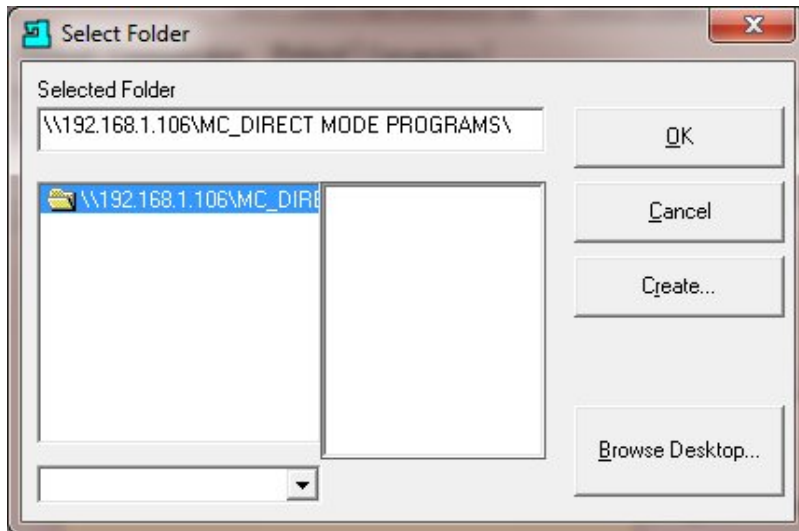 Select Folder
Selected Folder
\\192.168.1.106\MC_DIRECT MODE PROGRAMS\
OK
\\192.168.1.106\MC_DIRE
Cancel
Create...
Browse Desktop...